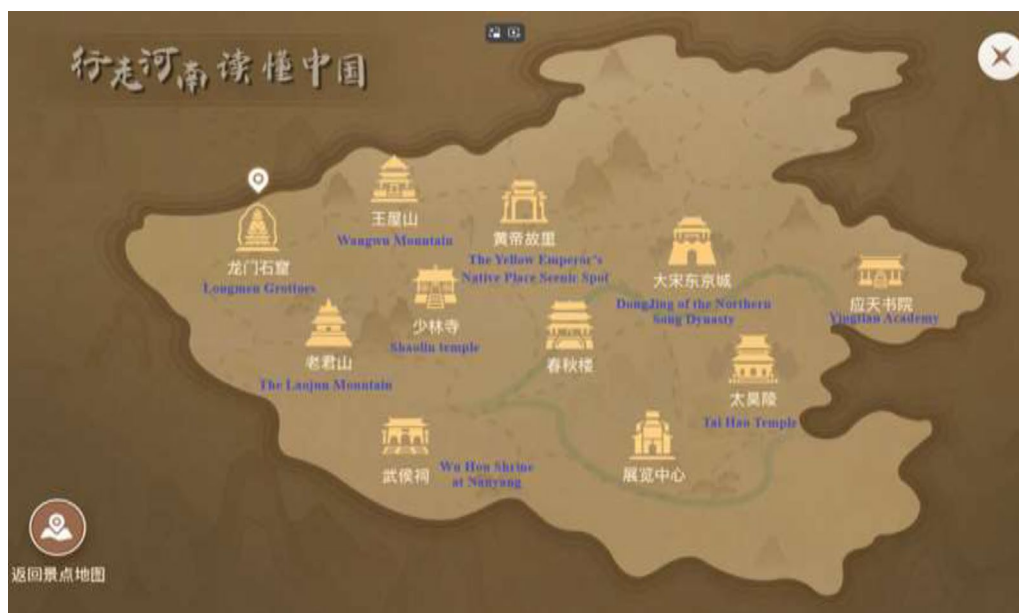 行走河南读懂中国
王屋山
Wangwu Mountain
黄帝故里
The Yellow Emperor's
Native Place Scenic Spot
龙门石窟
Longmen Grottoes
大宋东京城
DongJing of the Northern
Song Dynasty
应天书院
Yingtian Academy
少林寺
Shaolin temple
老君山
The Laojun Mountain
春秋楼
太昊陵
Tai Hao Temple
武侯祠
Wu Hou Shrine
at Nanyang
展览中心
返回景点地图